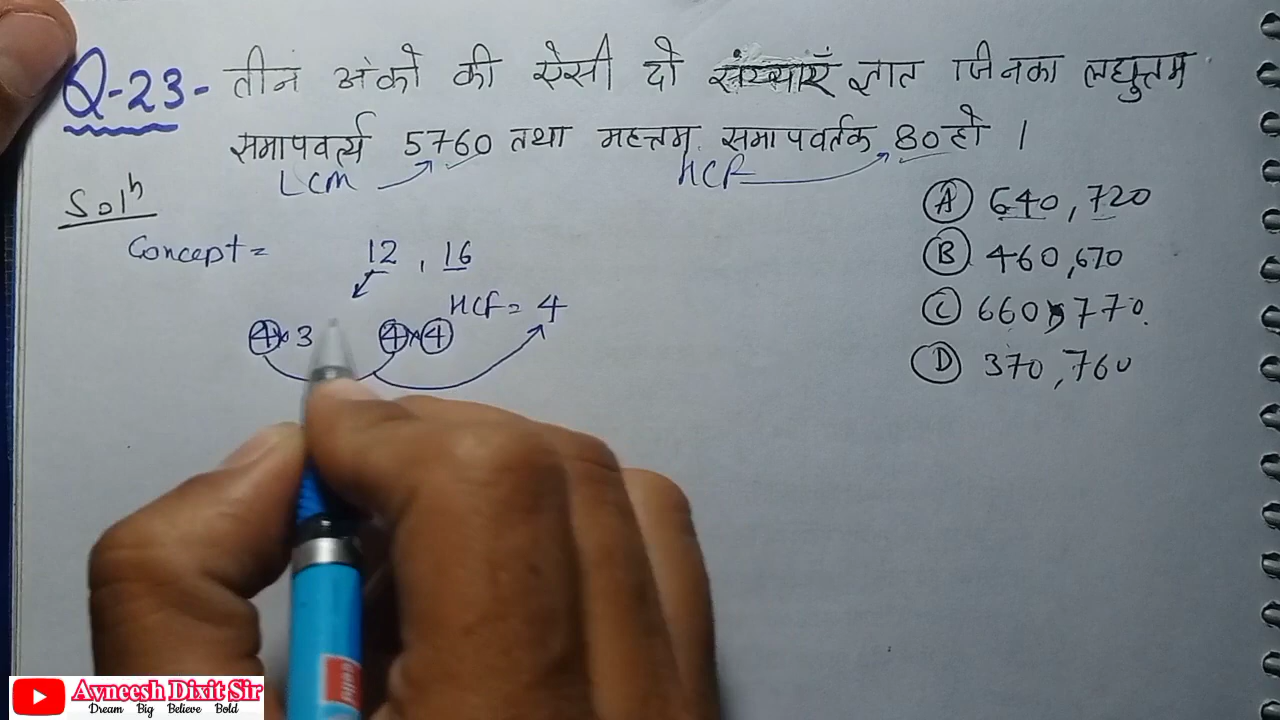 Q-23- तीन अंको की ऐसी दो संख्याएँ ज्ञात जिनका लघुत्तम
समापवर्त्य 5760 तथा महत्तम समापवर्तक 80 हो ।
LCM HCF
Solⁿ
Concept = 12 , 16
HCF = 4
4×3 4×4
(A) 640, 720
(B) 460, 670
(C) 660, 770.
(D) 370, 760
Avneesh Dixit Sir
Dream Big Believe Bold
cello